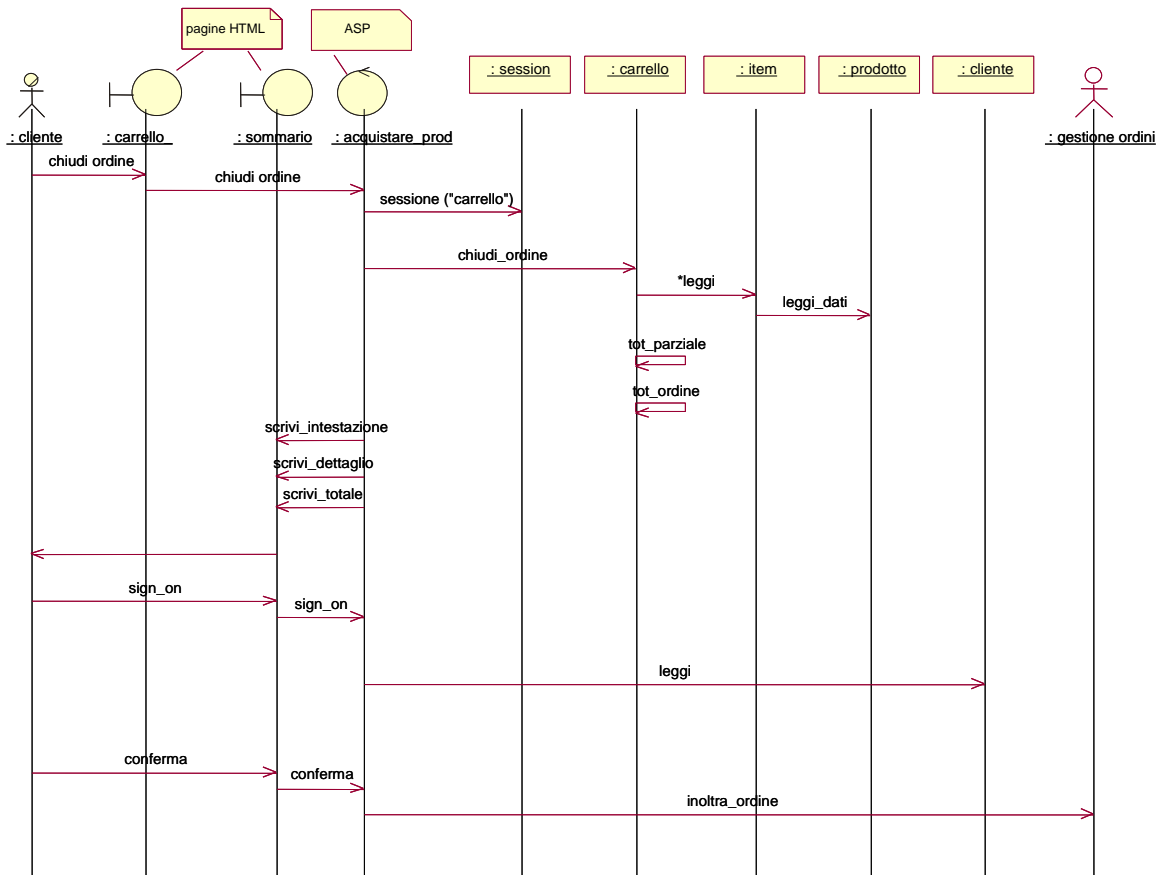 pagine HTML
ASP
: session
: carrello
: item
: prodotto
: cliente
: cliente
: carrello_
: sommario
: acquistare_prod
: gestione ordini
chiudi ordine
chiudi ordine
sessione ("carrello")
chiudi_ordine
*leggi
leggi_dati
tot_parziale
tot_ordine
scrivi_intestazione
scrivi_dettaglio
scrivi_totale
sign_on
sign_on
leggi
conferma
conferma
inoltra_ordine